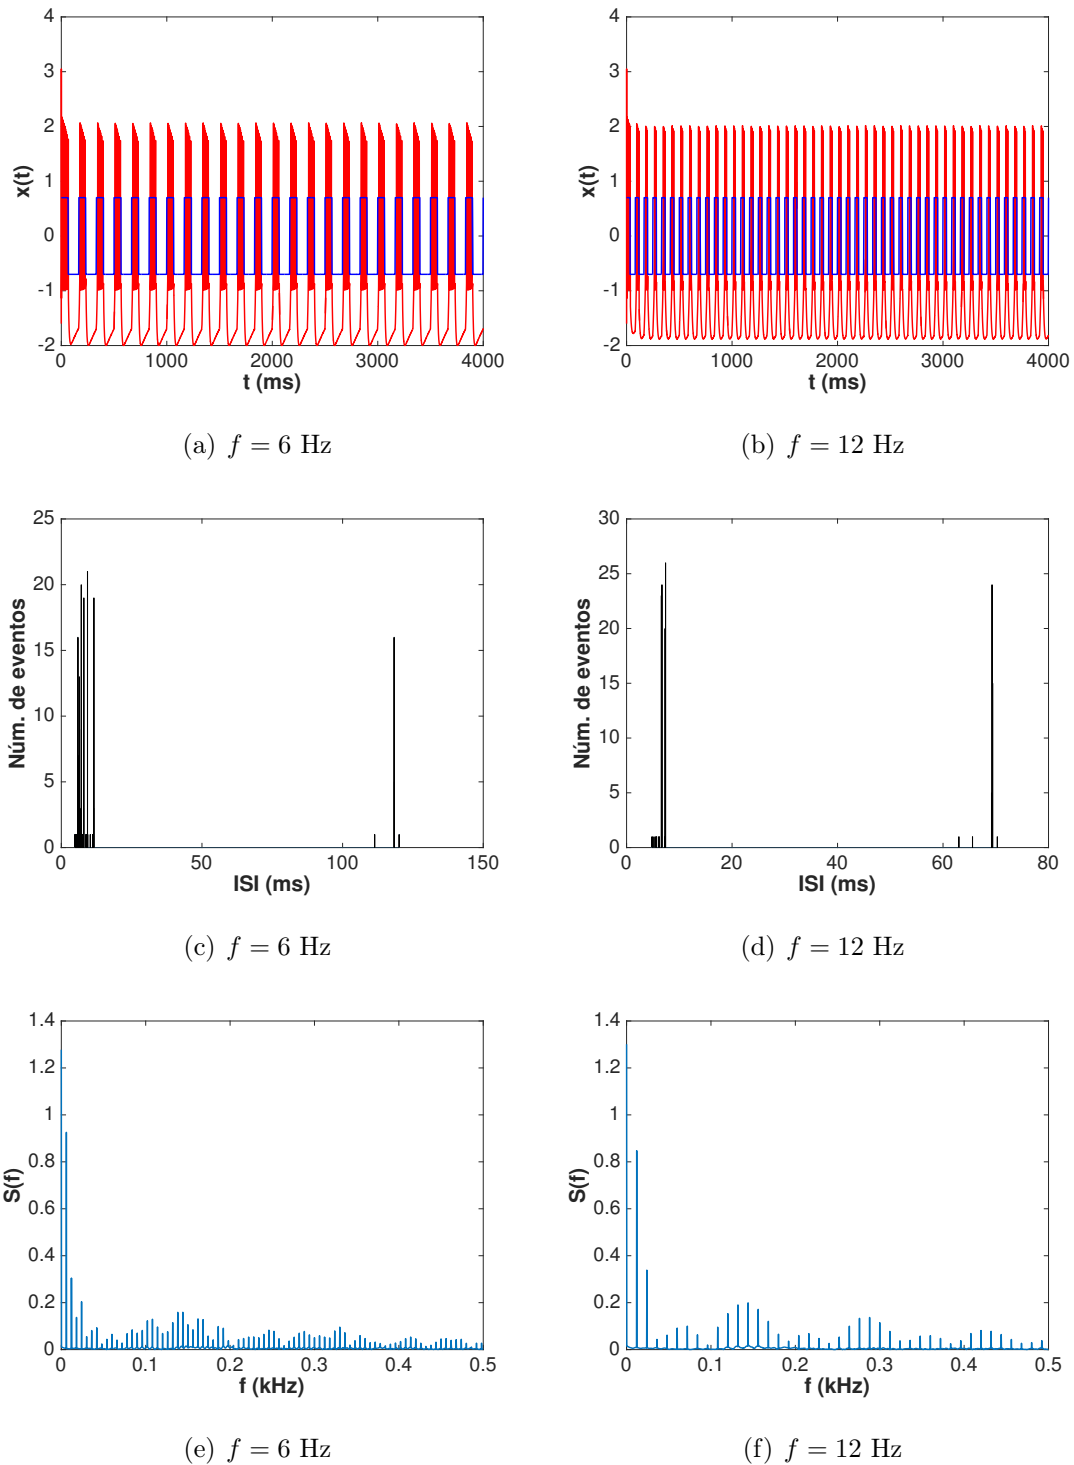 4
3
2
1
0
-1
-2
x(t)
0 1000 2000 3000 4000
t (ms)
(a) f = 6 Hz
4
3
2
1
0
-1
-2
x(t)
0 1000 2000 3000 4000
t (ms)
(b) f = 12 Hz
25
20
15
10
5
0
Núm. de eventos
0 50 100 150
ISI (ms)
(c) f = 6 Hz
30
25
20
15
10
5
0
Núm. de eventos
0 20 40 60 80
ISI (ms)
(d) f = 12 Hz
1.4
1.2
1
0.8
0.6
0.4
0.2
0
S(f)
0 0.1 0.2 0.3 0.4 0.5
f (kHz)
(e) f = 6 Hz
1.4
1.2
1
0.8
0.6
0.4
0.2
0
S(f)
0 0.1 0.2 0.3 0.4 0.5
f (kHz)
(f) f = 12 Hz